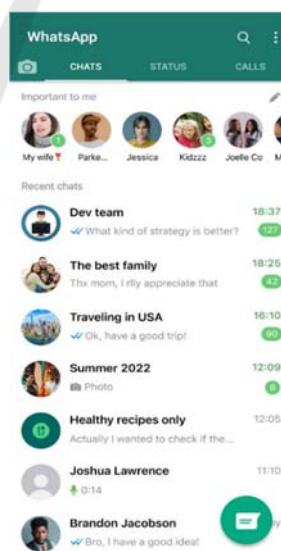 WhatsApp
CHATS STATUS CALLS
Important to me
1 3
My wife❣ Parke... Jessica Kidzzz Joelle Co M
Recent chats
Dev team 18:37
What kind of strategy is better? 127
The best family 18:25
Thx mom, I rlly appreciate that 42
Traveling in USA 16:10
Ok, have a good trip! 90
Summer 2022 12:09
Photo 6
Healthy recipes only 12:05
Actually I wanted to check if the...
Joshua Lawrence 11:10
0:14
Brandon Jacobson
Bro, I have a good idea!